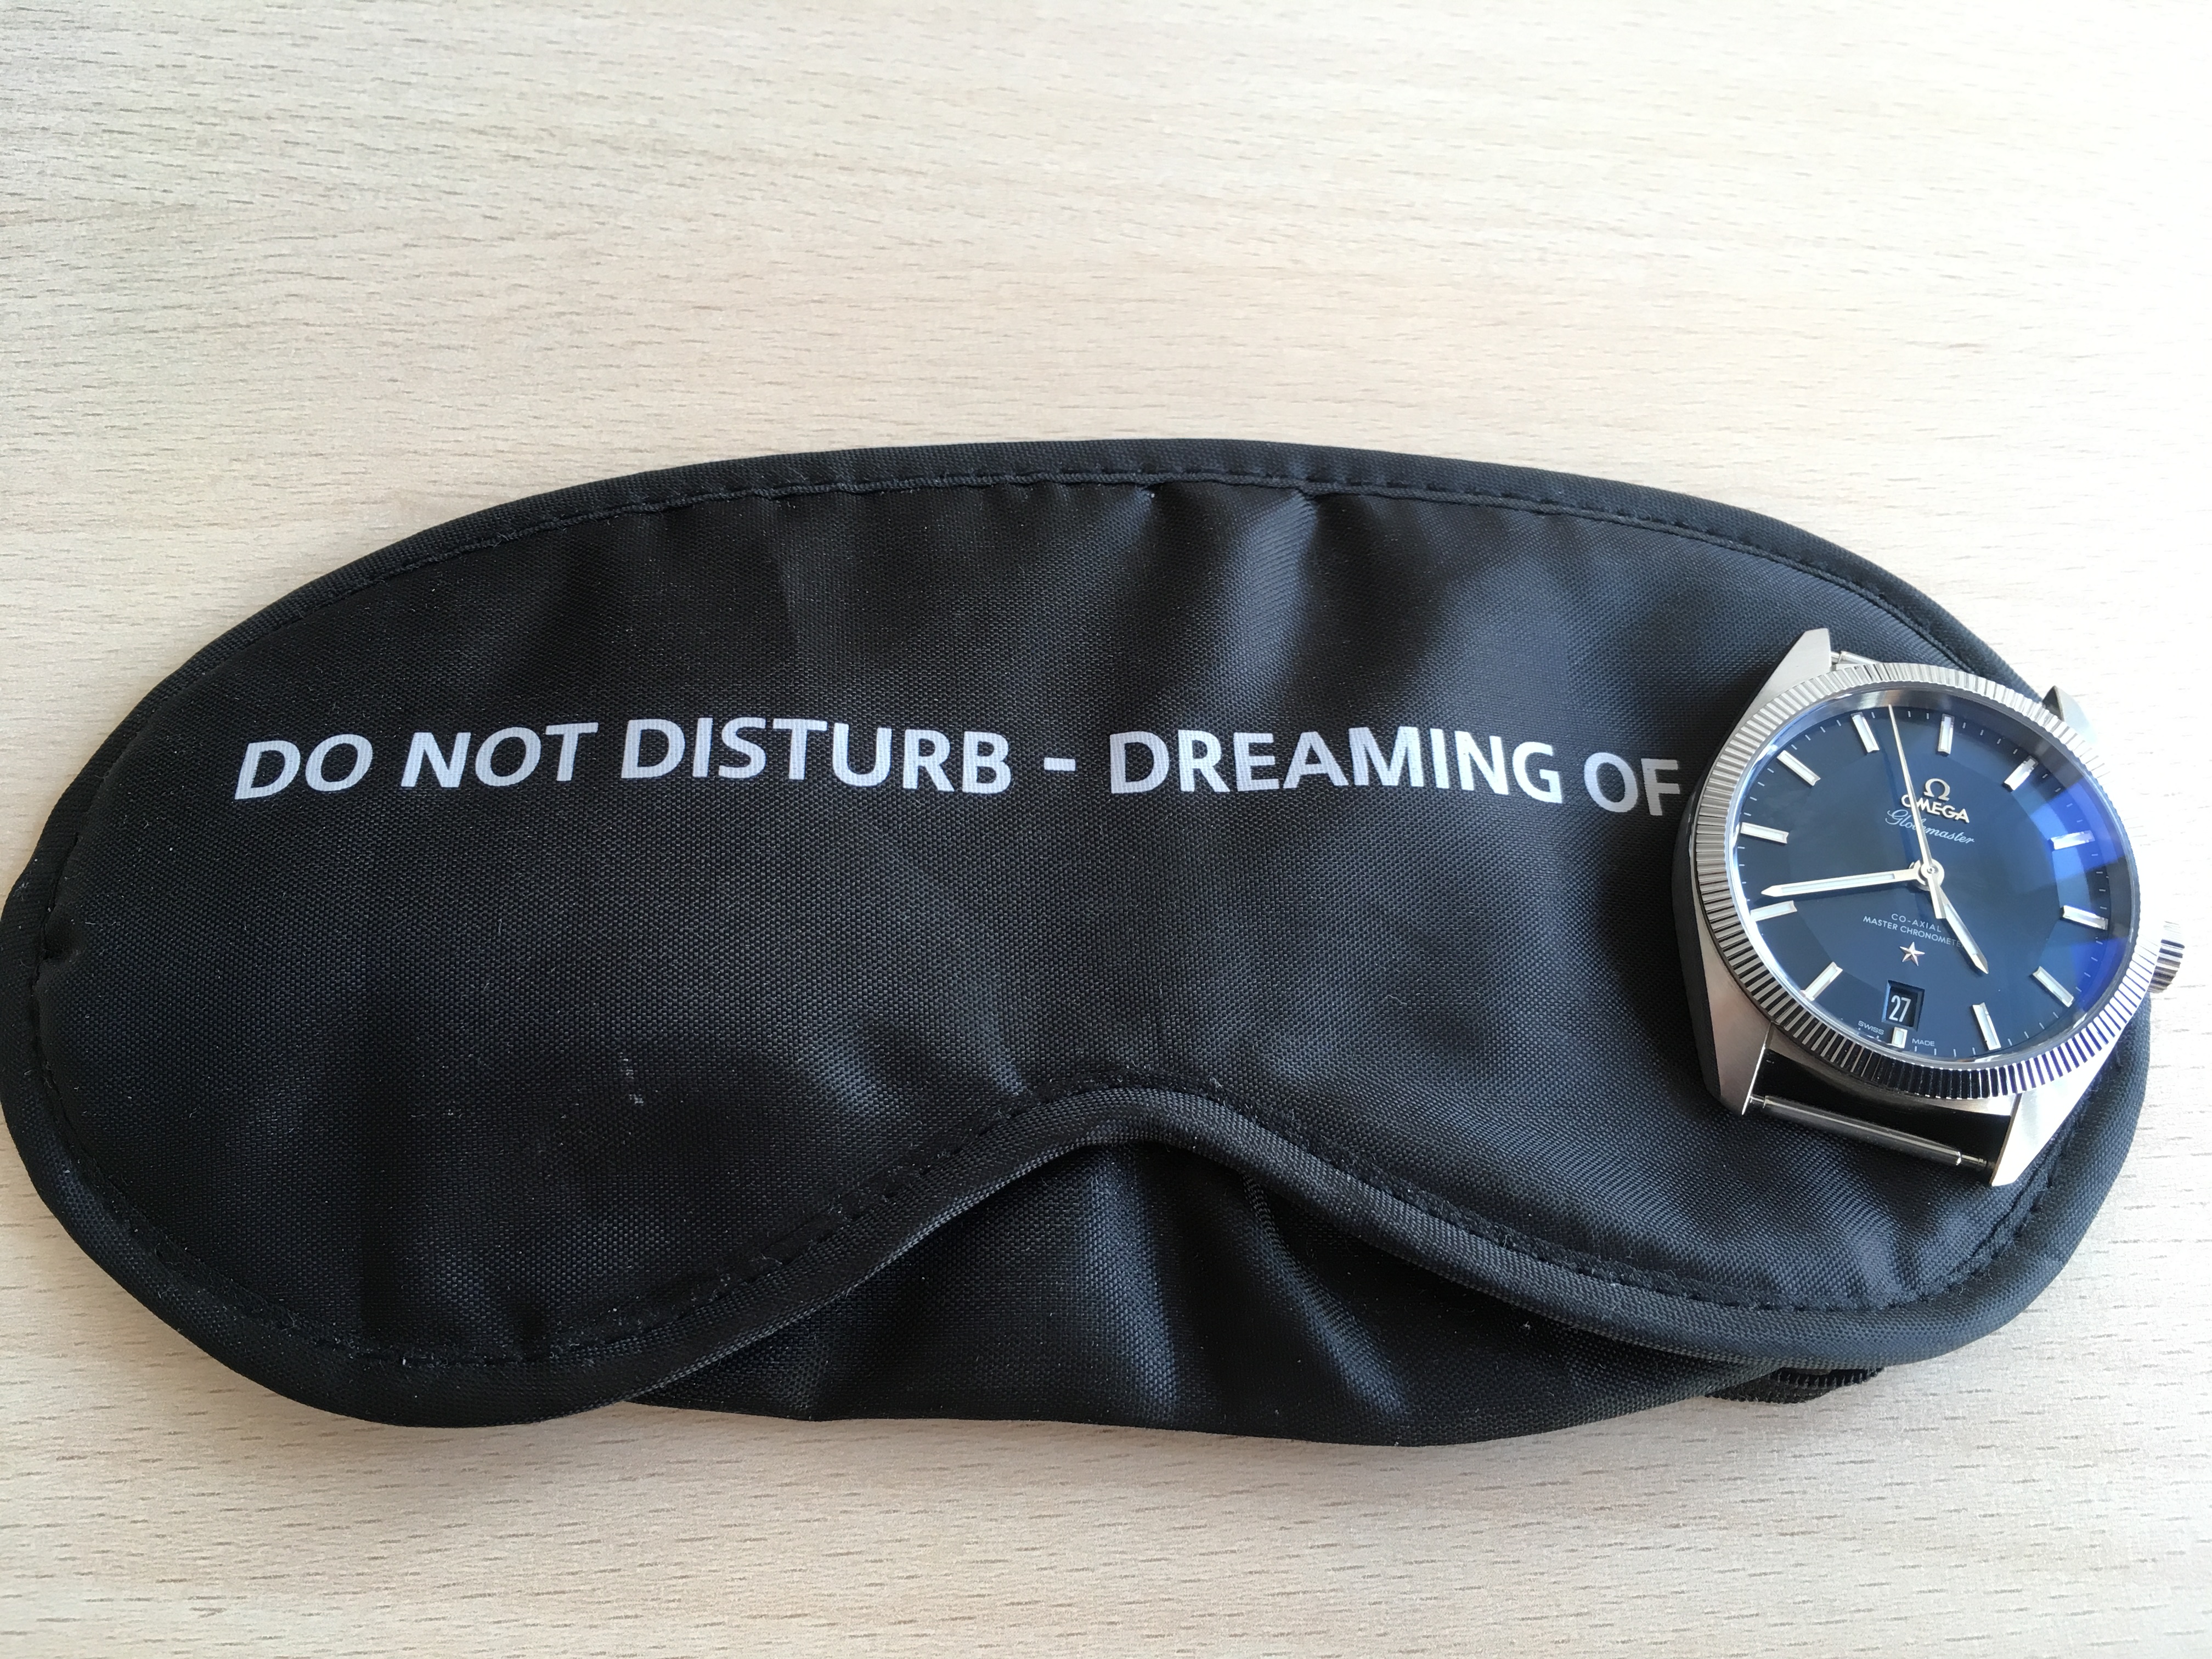 DO NOT DISTURB - DREAMING OF
Ω
OMEGA
Globemaster
CO-AXIAL
MASTER CHRONOMETER
27
SWISS MADE